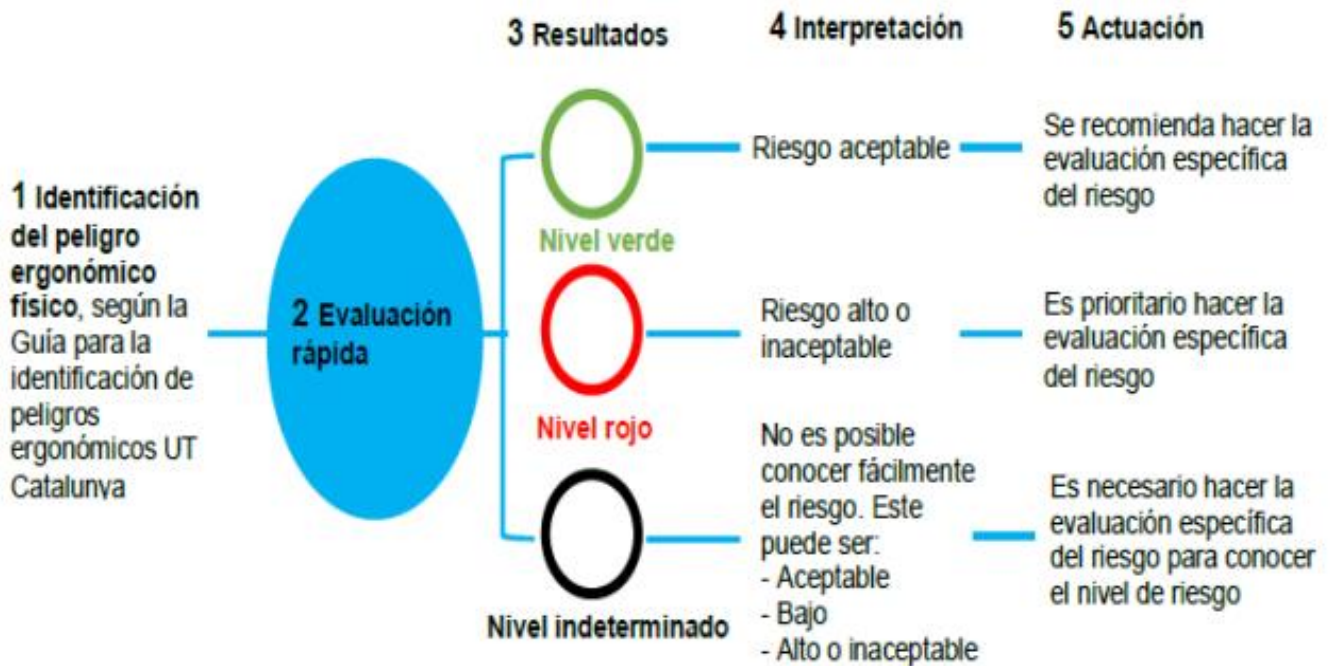 3 Resultados
4 Interpretación
5 Actuación
1 Identificación
del peligro
ergonómico
físico, según la
Guía para la
identificación de
peligros
ergonómicos UT
Catalunya
2 Evaluación
rápida
Nivel verde
Riesgo aceptable
Se recomienda hacer la
evaluación específica
del riesgo
Nivel rojo
Riesgo alto o
inaceptable
Es prioritario hacer la
evaluación específica
del riesgo
Nivel indeterminado
No es posible
conocer fácilmente
el riesgo. Este
puede ser:
- Aceptable
- Bajo
- Alto o inaceptable
Es necesario hacer la
evaluación específica
del riesgo para conocer
el nivel de riesgo